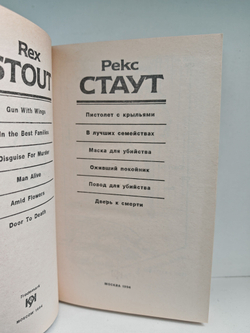 Rex
STOUT
Gun With Wings
In the Best Families
Disguise For Murder
Man Alive
Amid Flowers
Door To Death
Рекс
СТАУТ
Пистолет с крыльями
В лучших семействах
Маска для убийства
Оживший покойник
Повод для убийства
Дверь к смерти
МОСКВА